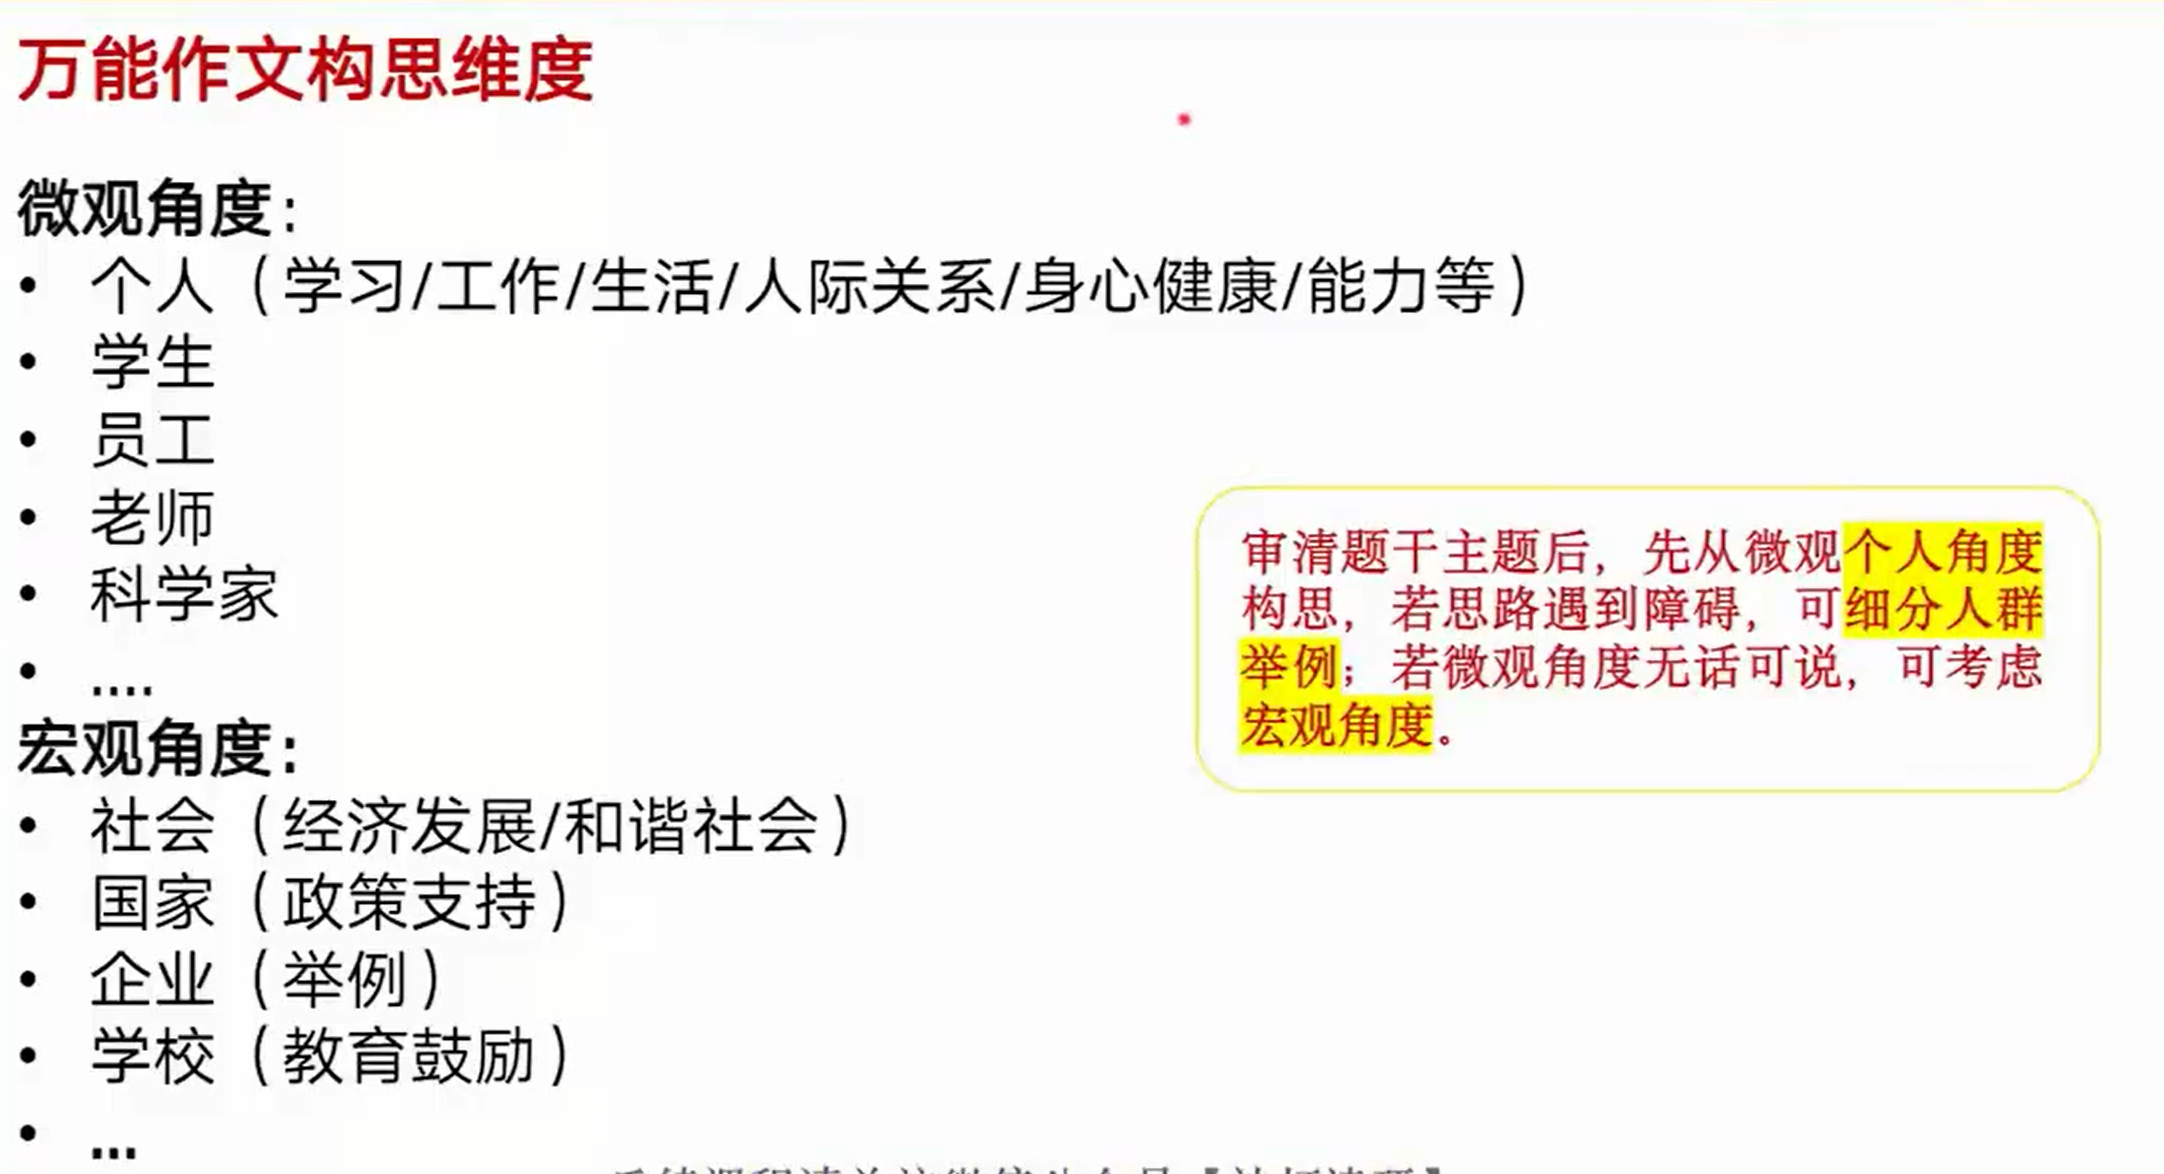 万能作文构思维度
微观角度：
• 个人（学习/工作/生活/人际关系/身心健康/能力等）
• 学生
• 员工
• 老师
• 科学家
• ....
宏观角度：
• 社会（经济发展/和谐社会）
• 国家（政策支持）
• 企业（举例）
• 学校（教育鼓励）
• ...
审清题干主题后，先从微观个人角度
构思，若思路遇到障碍，可细分人群
举例；若微观角度无话可说，可考虑
宏观角度。